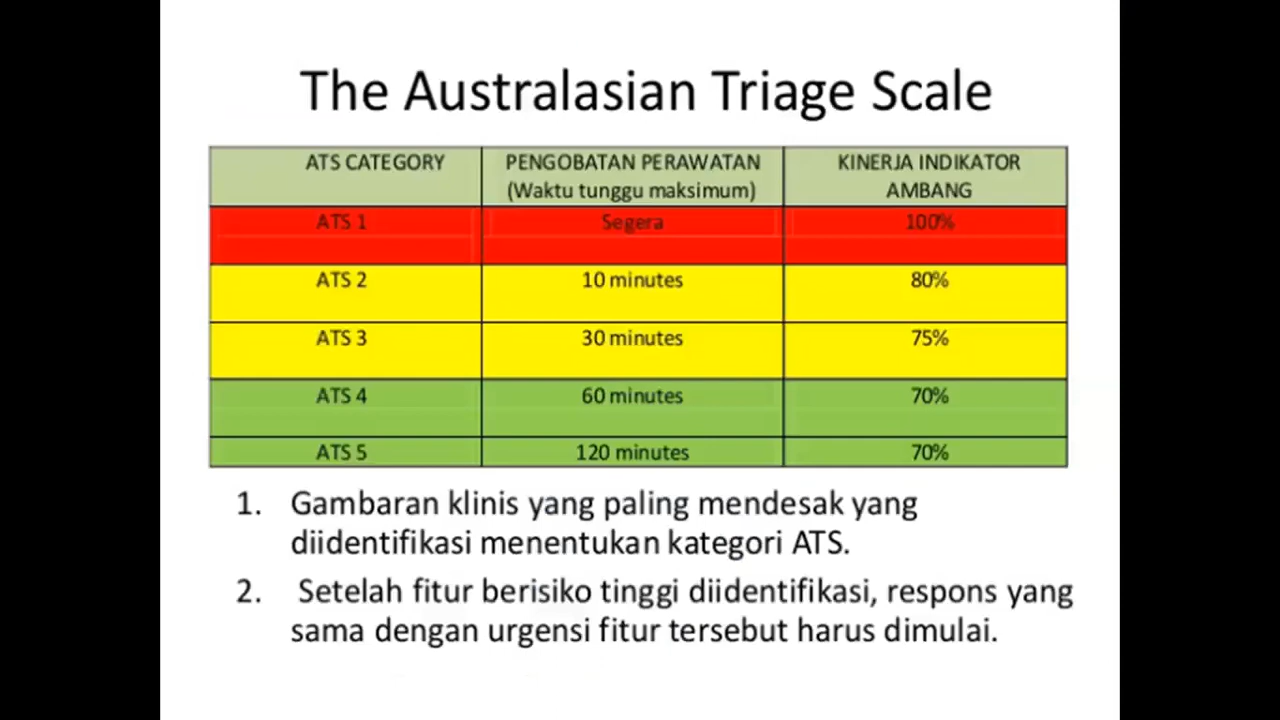 The Australasian Triage Scale
ATS CATEGORY PENGOBATAN PERAWATAN KINERJA INDIKATOR
(Waktu tunggu maksimum) AMBANG
ATS 1 Segera 100%
ATS 2 10 minutes 80%
ATS 3 30 minutes 75%
ATS 4 60 minutes 70%
ATS 5 120 minutes 70%
1. Gambaran klinis yang paling mendesak yang
diidentifikasi menentukan kategori ATS.
2. Setelah fitur berisiko tinggi diidentifikasi, respons yang
sama dengan urgensi fitur tersebut harus dimulai.